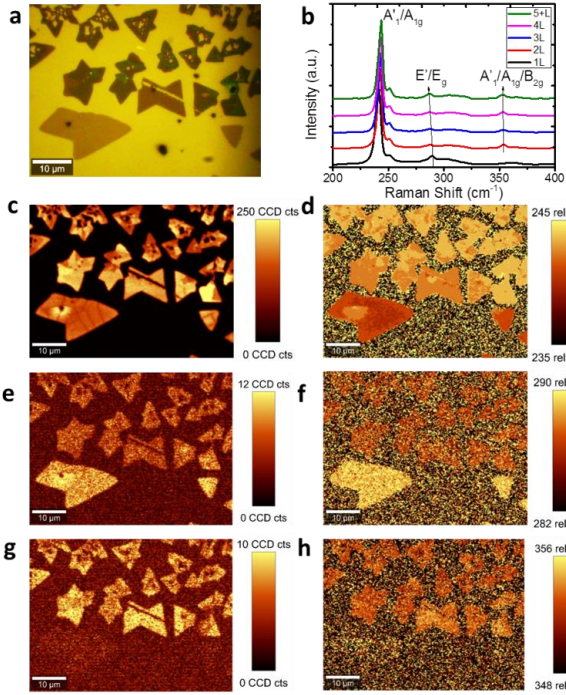 a
10 µm
b
A'₁/A₁g
E'/Eg
A'₁/A₁g/B₂g
5+L
4L
3L
2L
1L
Intensity (a.u.)
200 250 300 350 400
Raman Shift (cm⁻¹)
c
250 CCD cts
10 µm
0 CCD cts
d
245 rel
10 µm
235 rel
e
12 CCD cts
10 µm
0 CCD cts
f
290 rel
10 µm
282 rel
g
10 CCD cts
10 µm
0 CCD cts
h
356 rel
10 µm
348 rel